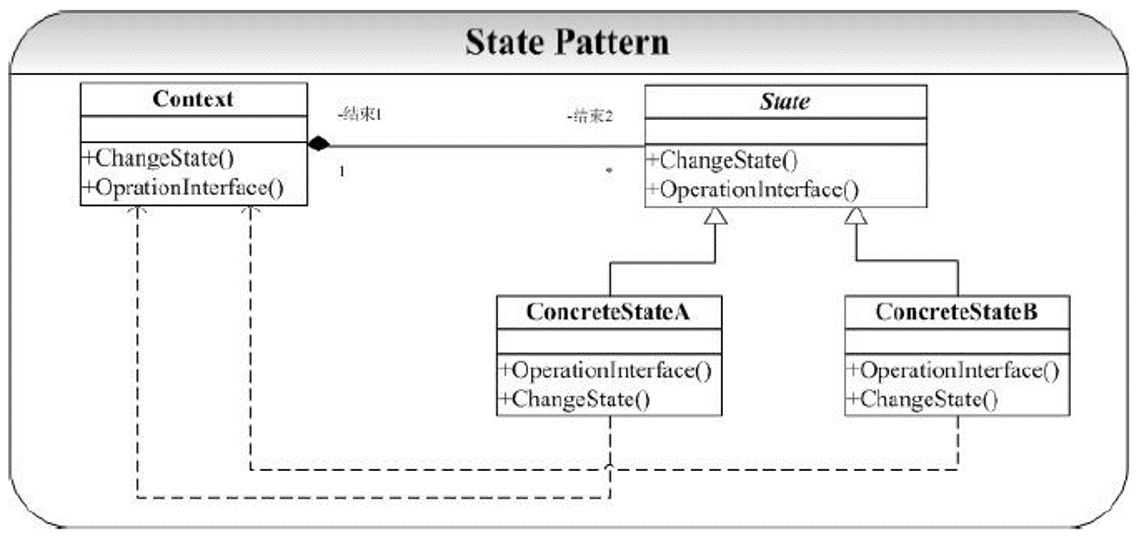 State Pattern
Context
+ChangeState()
+OprationInterface()
-结束1
1
-结束2
*
State
+ChangeState()
+OperationInterface()
ConcreteStateA
+OperationInterface()
+ChangeState()
ConcreteStateB
+OperationInterface()
+ChangeState()